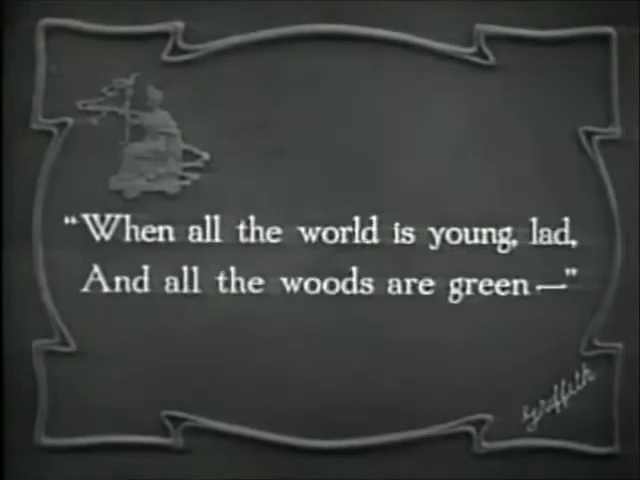 “When all the world is young, lad,
And all the woods are green—”
Griffith